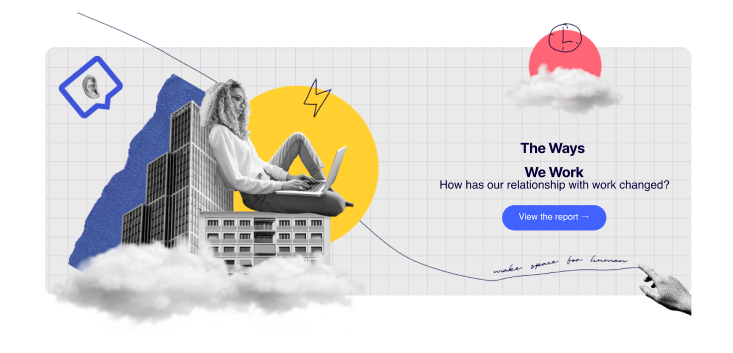 The Ways
We Work
How has our relationship with work changed?
View the report →
make space for human